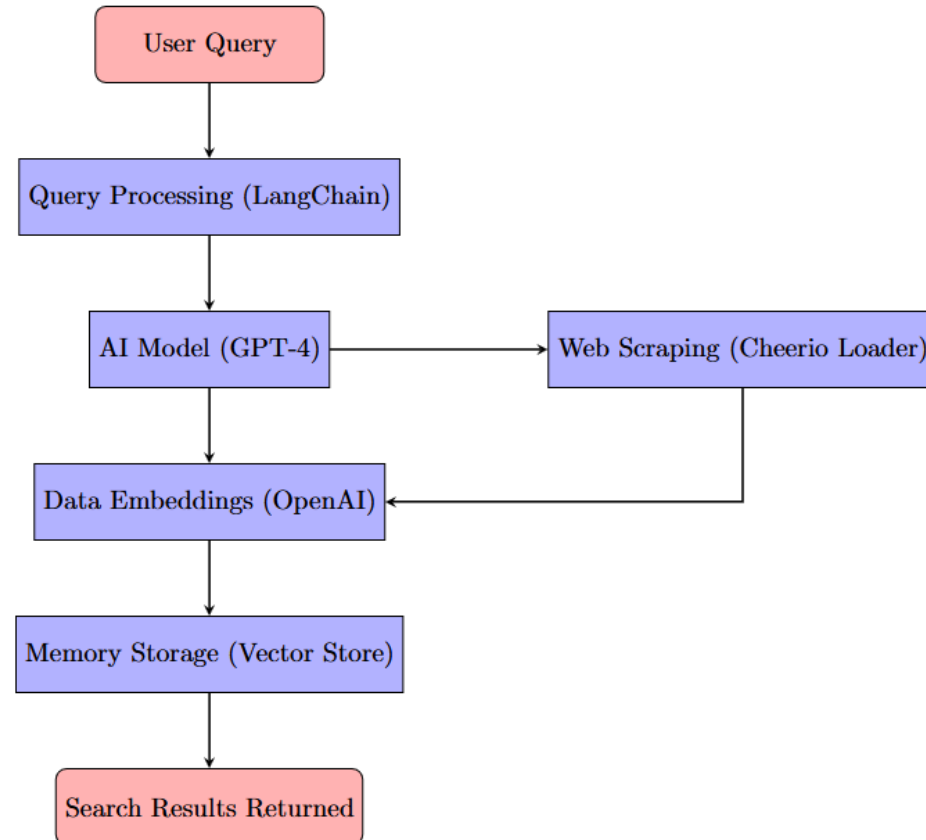 User Query
Query Processing (LangChain)
AI Model (GPT-4)
Web Scraping (Cheerio Loader)
Data Embeddings (OpenAI)
Memory Storage (Vector Store)
Search Results Returned